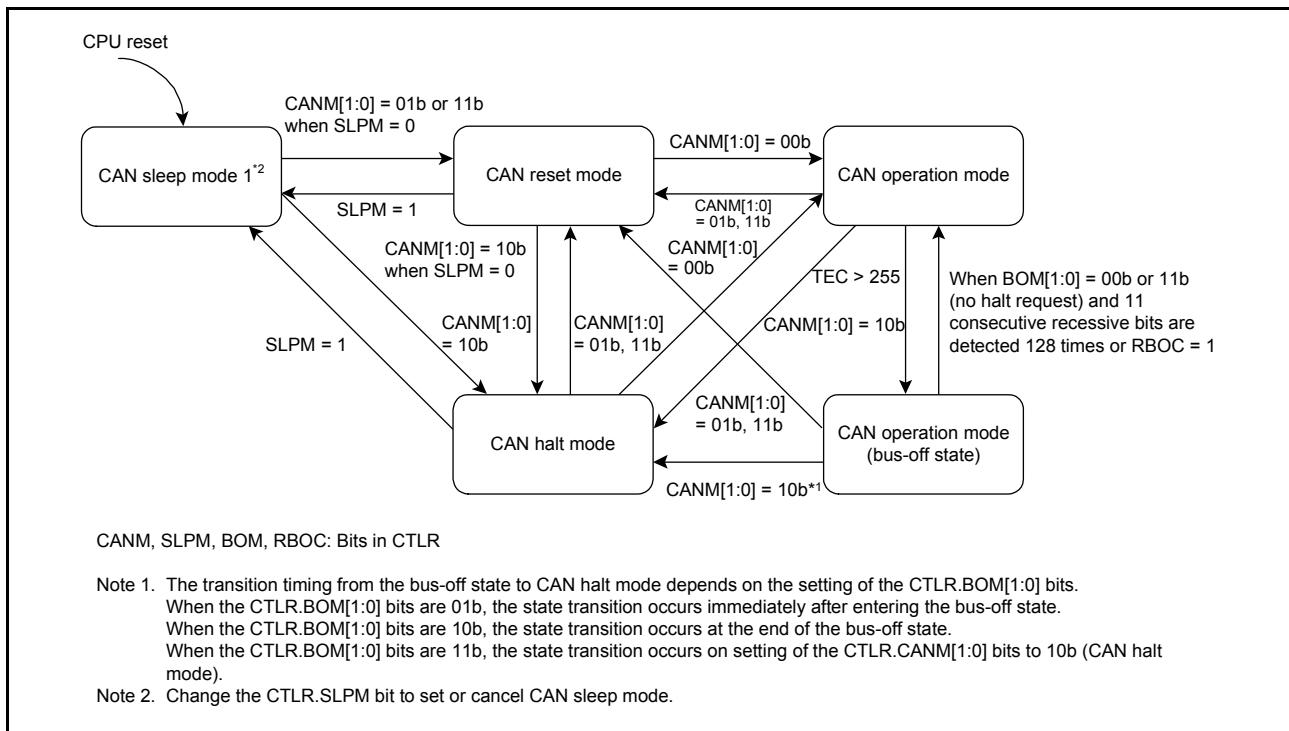 CPU reset
CANM[1:0] = 01b or 11b
when SLPM = 0
CANM[1:0] = 00b
CAN sleep mode 1*2
CAN reset mode
CAN operation mode
SLPM = 1
CANM[1:0]
= 01b, 11b
CANM[1:0] = 10b
when SLPM = 0
CANM[1:0]
= 00b
TEC > 255
When BOM[1:0] = 00b or 11b
(no halt request) and 11
consecutive recessive bits are
detected 128 times or RBOC = 1
SLPM = 1
CANM[1:0]
= 10b
CANM[1:0]
= 01b, 11b
CANM[1:0] = 10b
CANM[1:0]
= 01b, 11b
CAN halt mode
CAN operation mode
(bus-off state)
CANM[1:0] = 10b*1
CANM, SLPM, BOM, RBOC: Bits in CTLR
Note 1. The transition timing from the bus-off state to CAN halt mode depends on the setting of the CTLR.BOM[1:0] bits.
When the CTLR.BOM[1:0] bits are 01b, the state transition occurs immediately after entering the bus-off state.
When the CTLR.BOM[1:0] bits are 10b, the state transition occurs at the end of the bus-off state.
When the CTLR.BOM[1:0] bits are 11b, the state transition occurs on setting of the CTLR.CANM[1:0] bits to 10b (CAN halt
mode).
Note 2. Change the CTLR.SLPM bit to set or cancel CAN sleep mode.